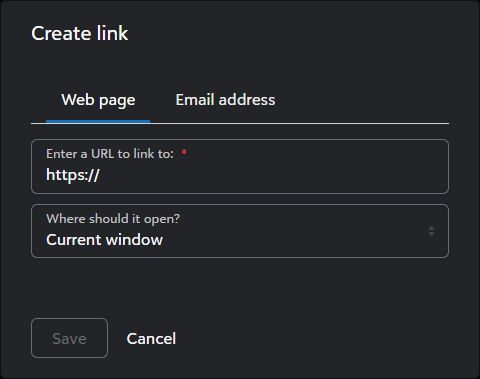 Create link
Web page Email address
Enter a URL to link to: *
https://
Where should it open?
Current window
Save Cancel